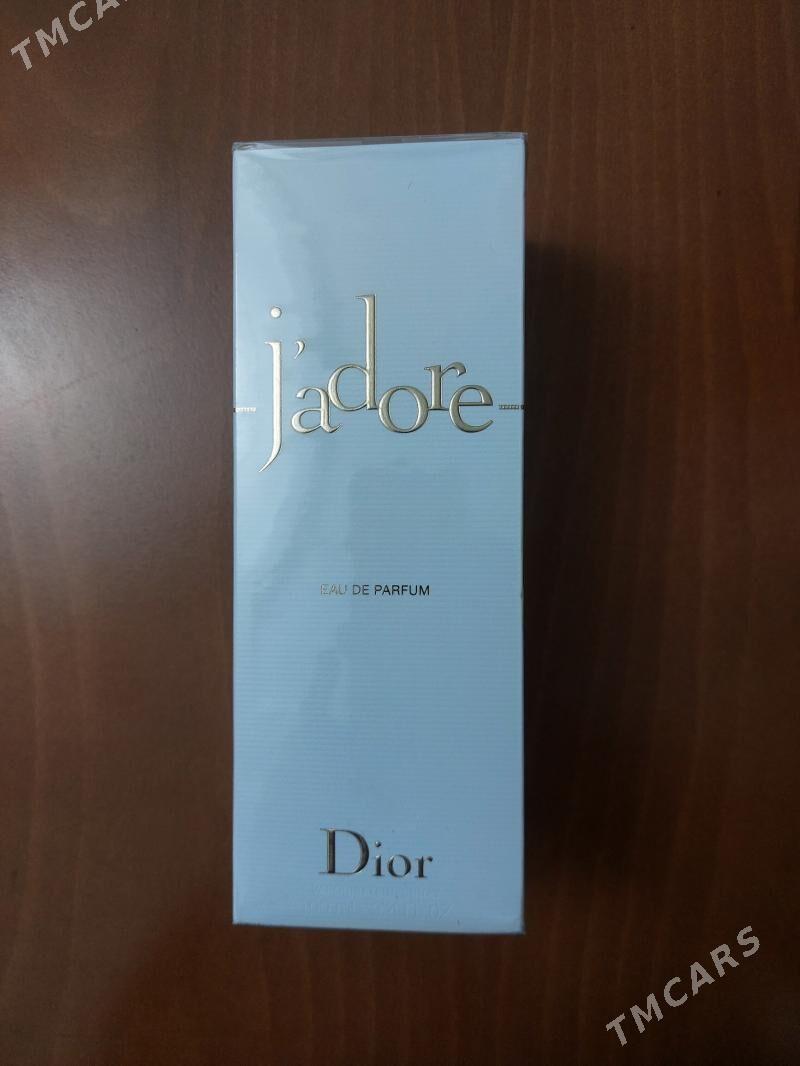 TMCARS
j'adore
EAU DE PARFUM
Dior
TMCARS